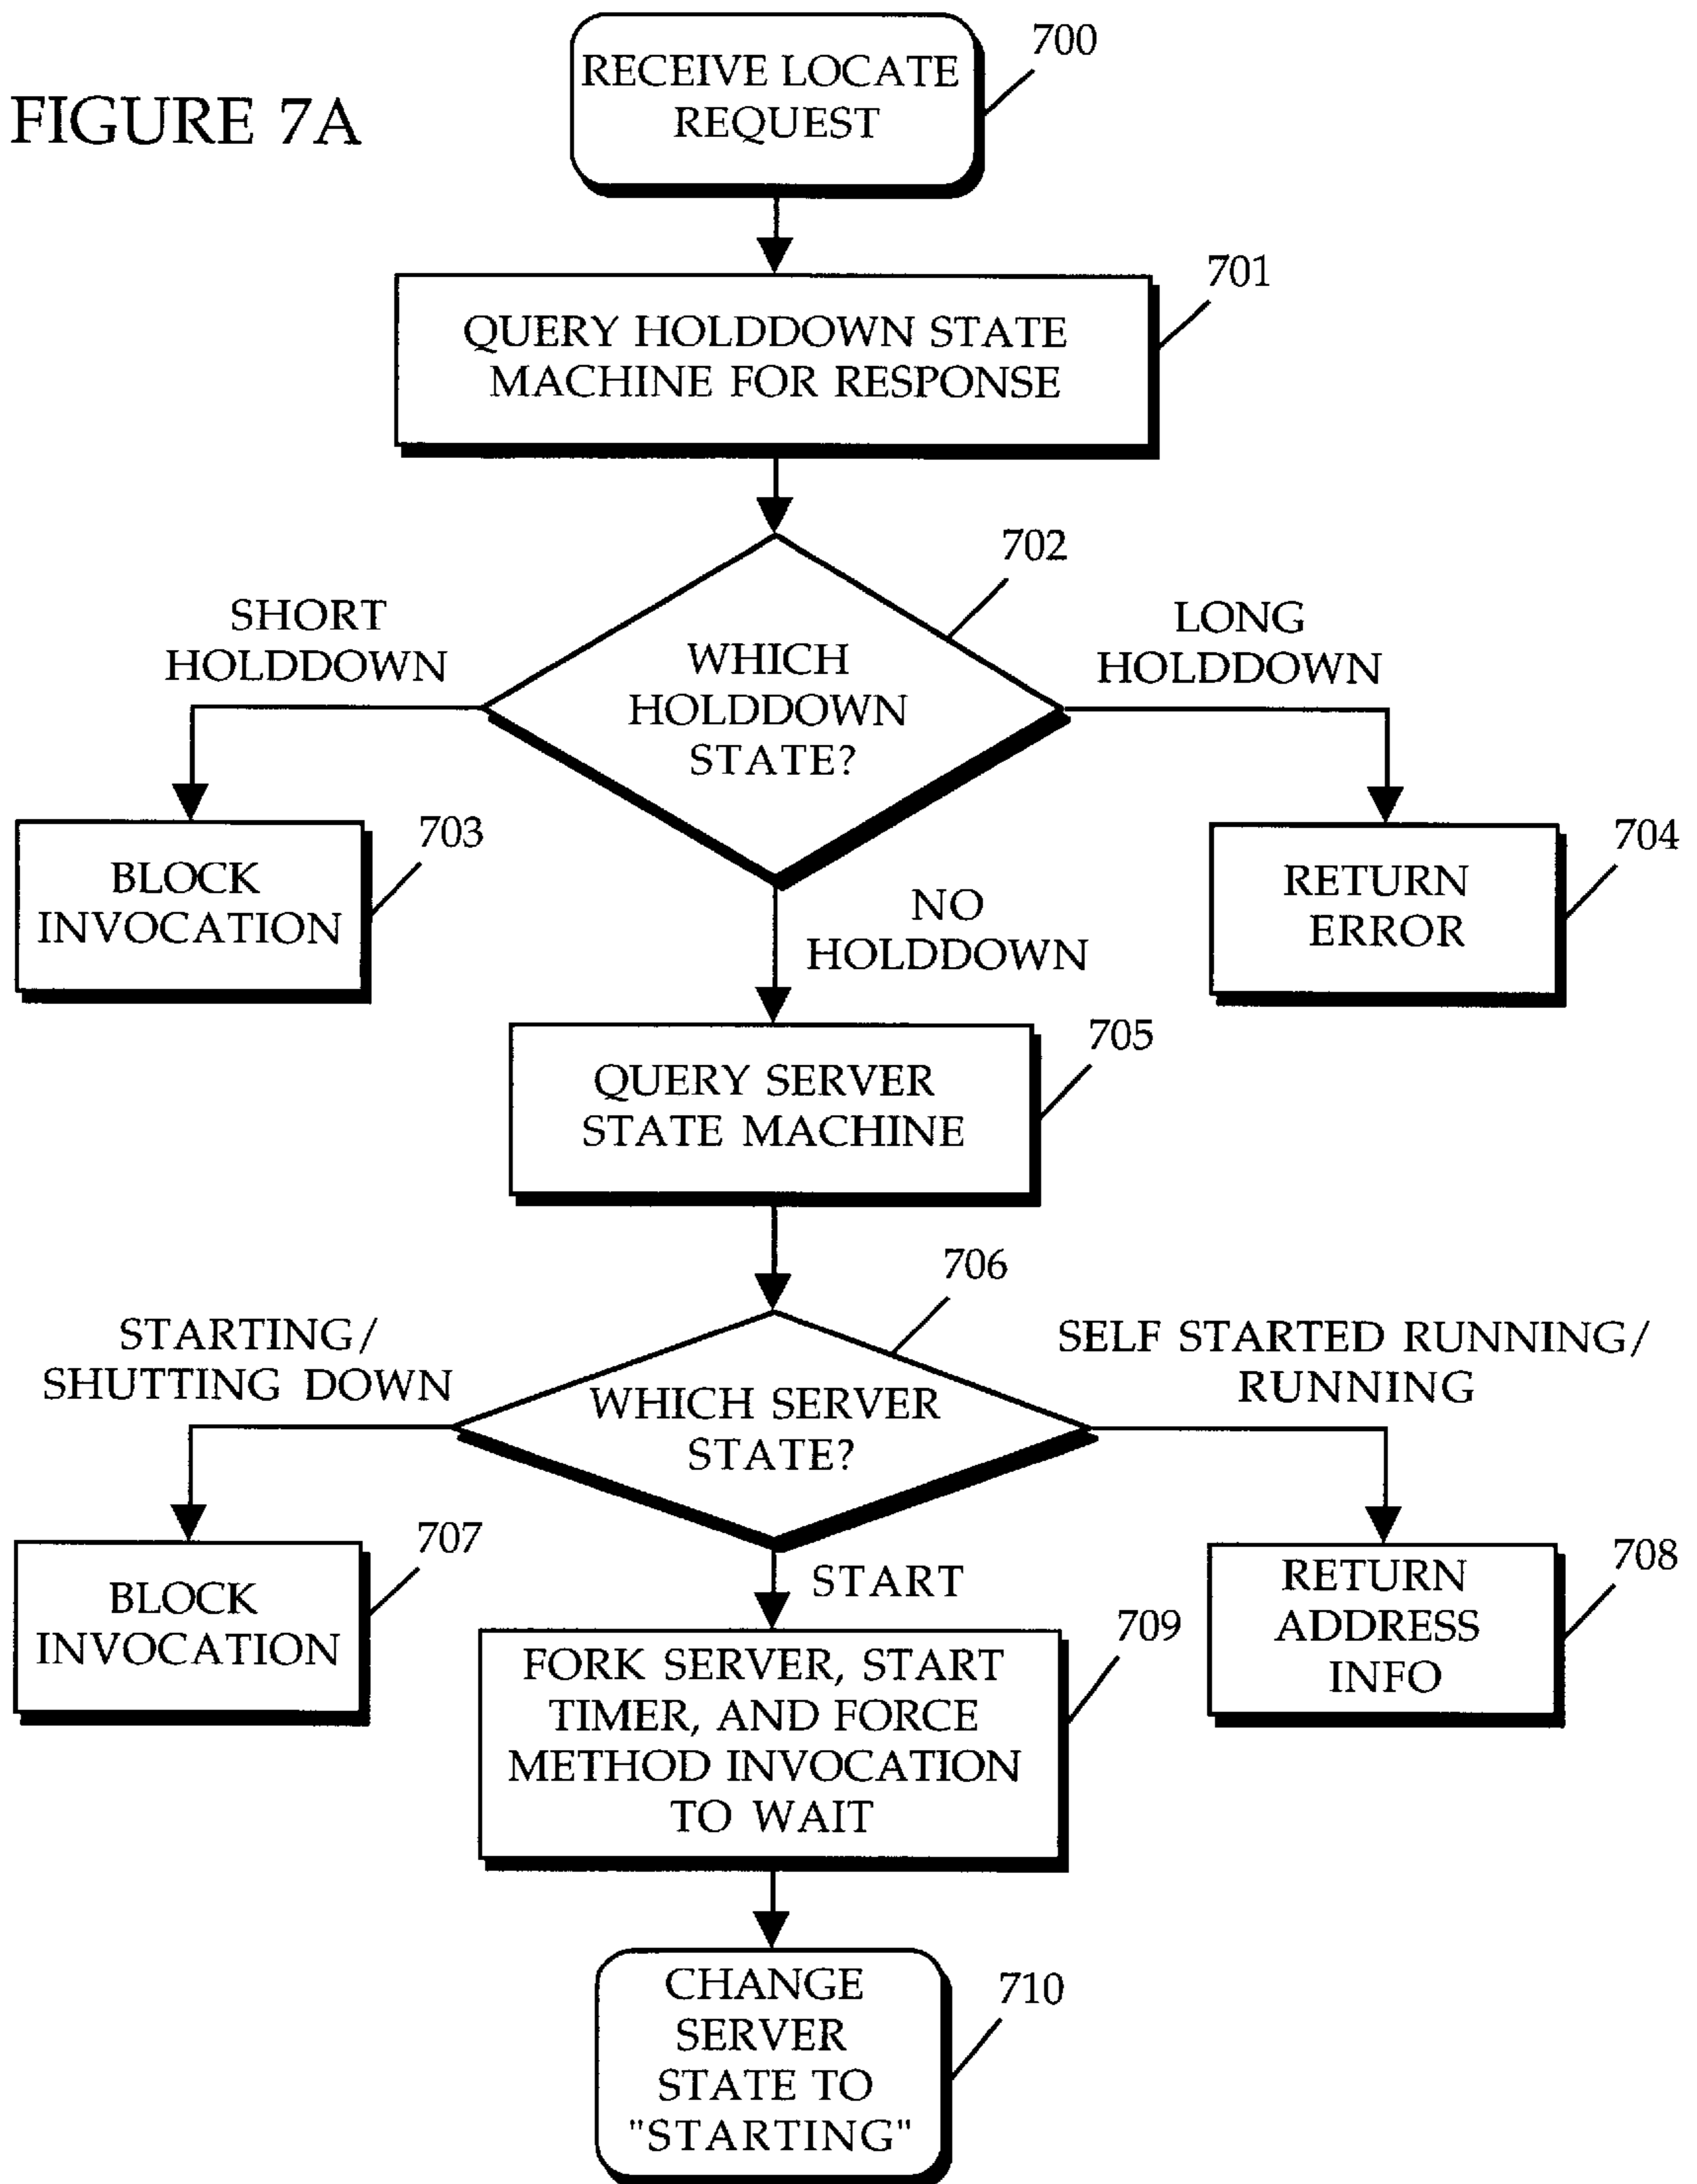 FIGURE 7A
RECEIVE LOCATE
REQUEST
700
QUERY HOLDDOWN STATE
MACHINE FOR RESPONSE
701
702
WHICH
HOLDDOWN
STATE?
SHORT
HOLDDOWN
LONG
HOLDDOWN
BLOCK
INVOCATION
703
NO
HOLDDOWN
RETURN
ERROR
704
QUERY SERVER
STATE MACHINE
705
706
WHICH SERVER
STATE?
STARTING/
SHUTTING DOWN
SELF STARTED RUNNING/
RUNNING
BLOCK
INVOCATION
707
START
RETURN
ADDRESS
INFO
708
FORK SERVER, START
TIMER, AND FORCE
METHOD INVOCATION
TO WAIT
709
CHANGE
SERVER
STATE TO
"STARTING"
710